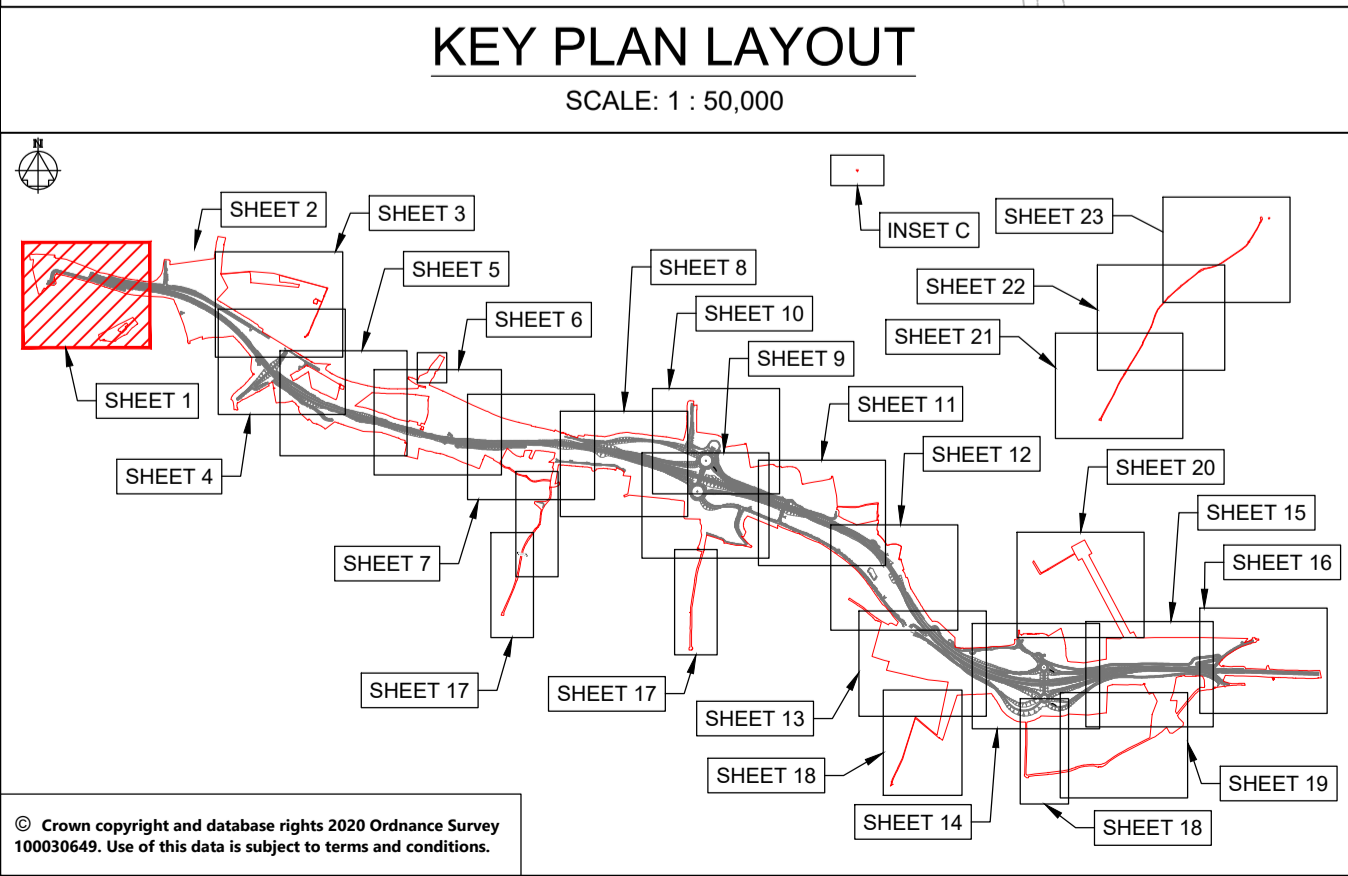 KEY PLAN LAYOUT
SCALE: 1 : 50,000
N
SHEET 2
SHEET 3
INSET C
SHEET 23
SHEET 5
SHEET 8
SHEET 22
SHEET 6
SHEET 10
SHEET 21
SHEET 9
SHEET 1
SHEET 11
SHEET 12
SHEET 4
SHEET 20
SHEET 15
SHEET 7
SHEET 16
SHEET 17
SHEET 17
SHEET 13
SHEET 18
SHEET 19
SHEET 14
SHEET 18
© Crown copyright and database rights 2020 Ordnance Survey
100030649. Use of this data is subject to terms and conditions.